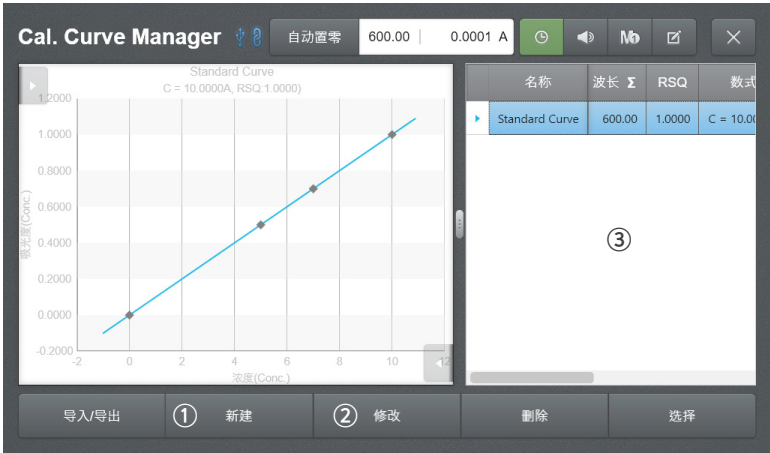 Cal. Curve Manager
自动置零
600.00
0.0001 A
M1
Standard Curve
C = 10.0000A, RSQ:1.0000)
吸光度(Conc.)
1.2000
1.0000
0.8000
0.6000
0.4000
0.2000
0.0000
-0.2000
-2 0 2 4 6 8 10 12
浓度(Conc.)
名称 波长 Σ RSQ 数式
Standard Curve 600.00 1.0000 C = 10.00
③
导入/导出
① 新建
② 修改
删除
选择